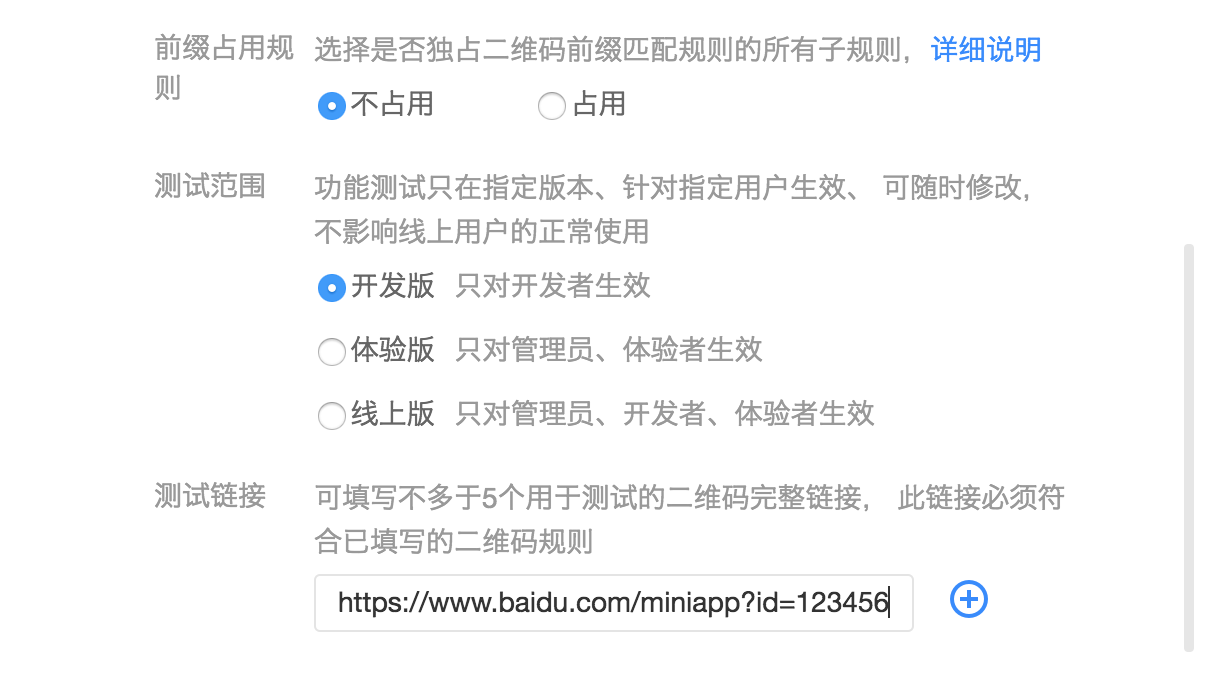 前缀占用规则
选择是否独占二维码前缀匹配规则的所有子规则，详细说明
不占用 占用
测试范围
功能测试只在指定版本、针对指定用户生效、 可随时修改，
不影响线上用户的正常使用
开发版 只对开发者生效
体验版 只对管理员、体验者生效
线上版 只对管理员、开发者、体验者生效
测试链接
可填写不多于5个用于测试的二维码完整链接， 此链接必须符
合已填写的二维码规则
https://www.baidu.com/miniapp?id=123456